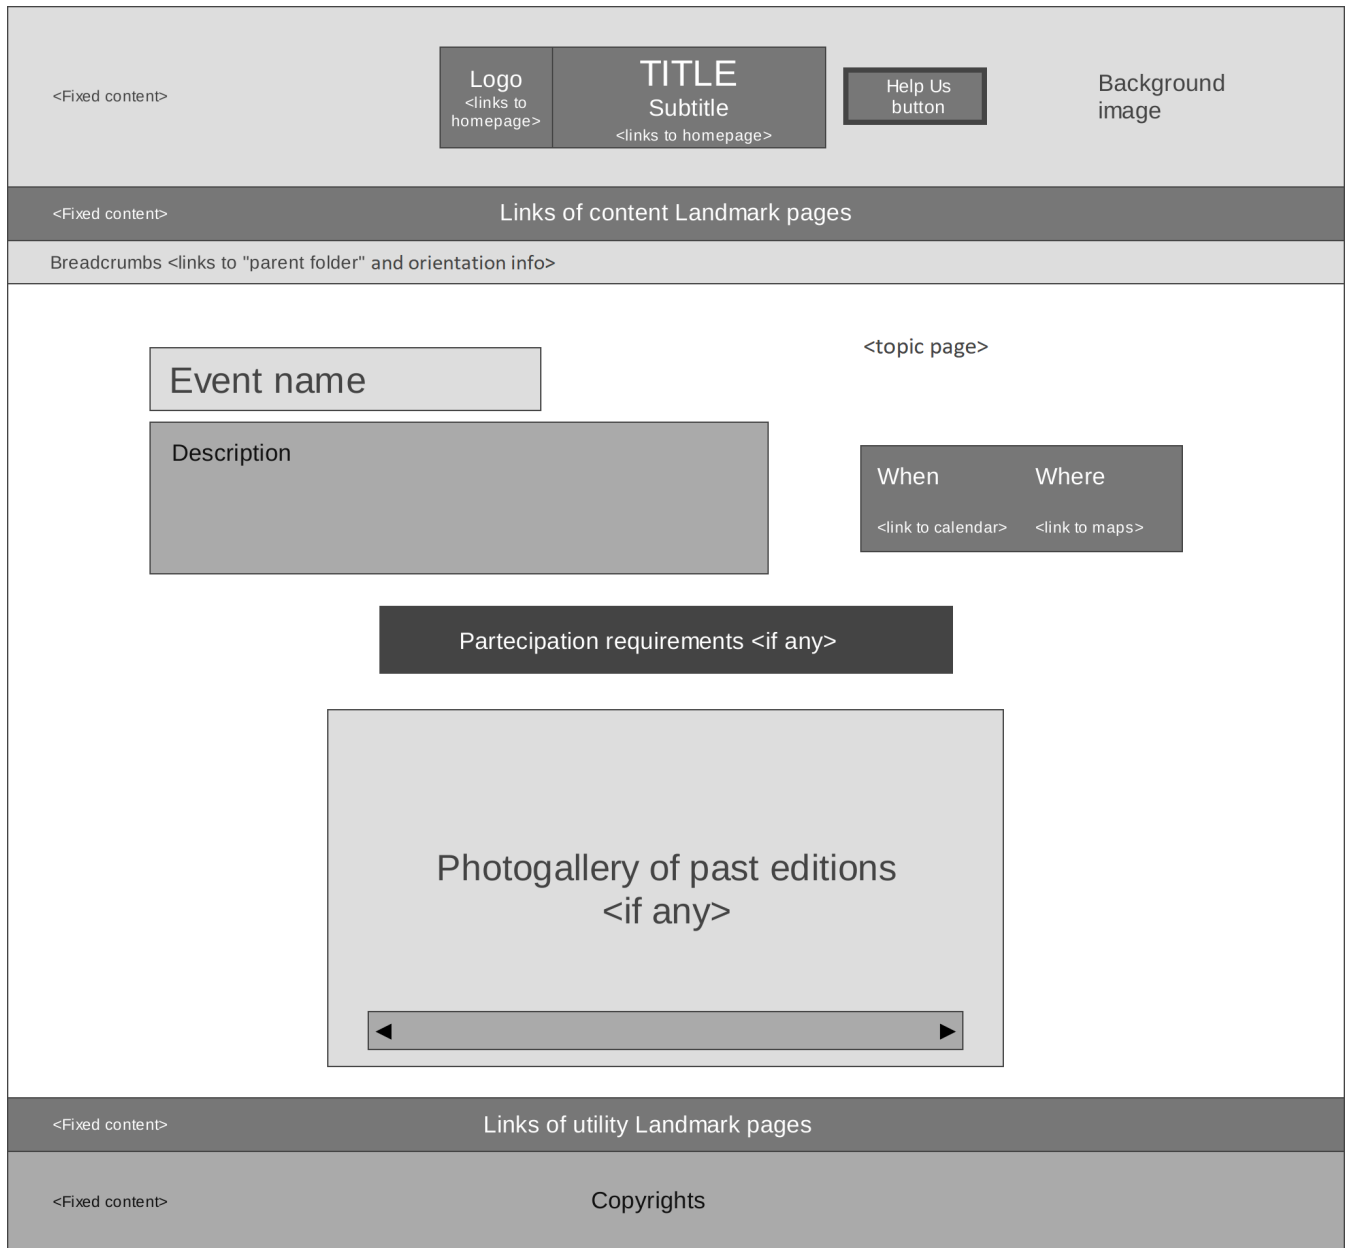 <Fixed content>
Logo
<links to
homepage>
TITLE
Subtitle
<links to homepage>
Help Us
button
Background
image
<Fixed content>
Links of content Landmark pages
Breadcrumbs <links to "parent folder" and orientation info>
<topic page>
Event name
Description
When
Where
<link to calendar>
<link to maps>
Partecipation requirements <if any>
Photogallery of past editions
<if any>
<Fixed content>
Links of utility Landmark pages
<Fixed content>
Copyrights